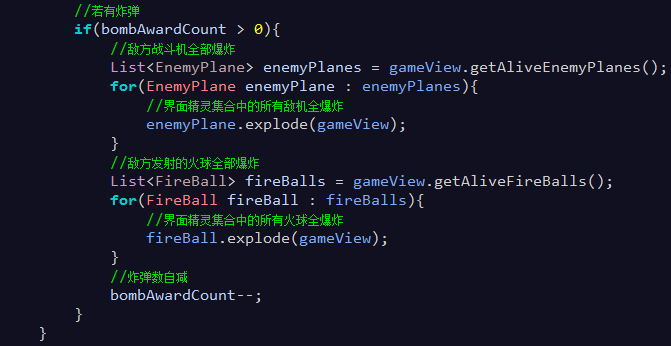 //若有炸弹
if(bombAwardCount > 0){
//敌方战斗机全部爆炸
List<EnemyPlane> enemyPlanes = gameView.getAliveEnemyPlanes();
for(EnemyPlane enemyPlane : enemyPlanes){
//界面精灵集合中的所有敌机全爆炸
enemyPlane.explode(gameView);
}
//敌方发射的火球全部爆炸
List<FireBall> fireBalls = gameView.getAliveFireBalls();
for(FireBall fireBall : fireBalls){
//界面精灵集合中的所有火球全爆炸
fireBall.explode(gameView);
}
//炸弹数自减
bombAwardCount--;
}
}